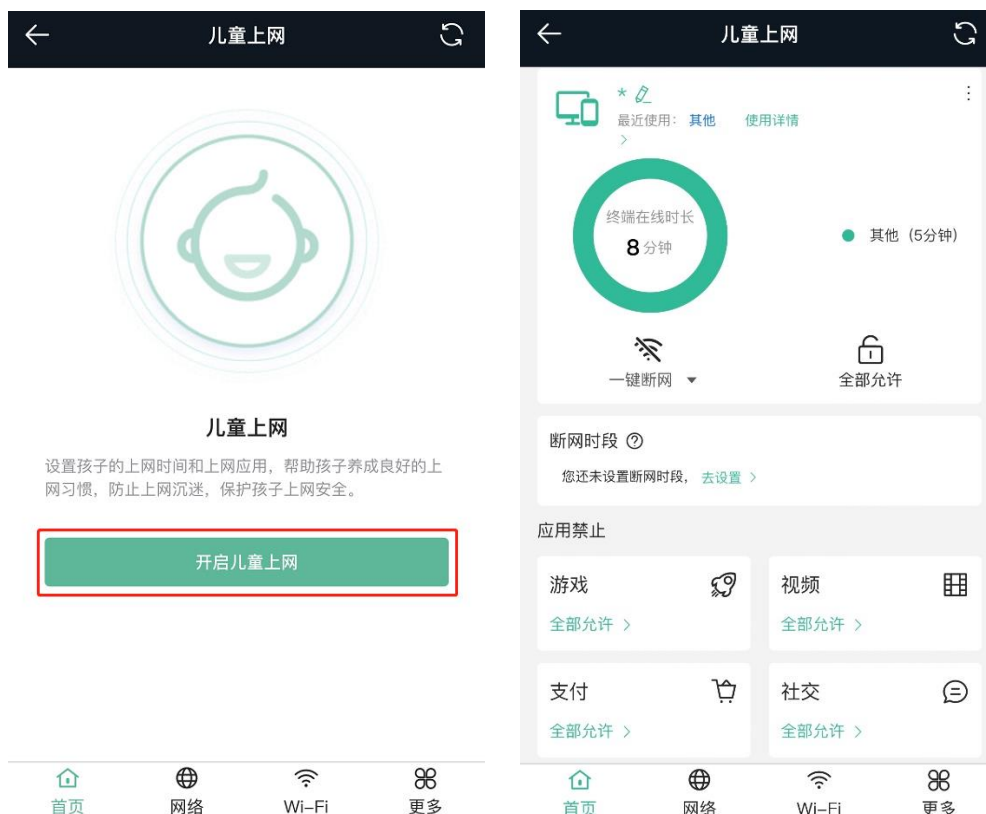 儿童上网
儿童上网
设置孩子的上网时间和上网应用，帮助孩子养成良好的上
网习惯，防止上网沉迷，保护孩子上网安全。
开启儿童上网
首页
网络
Wi-Fi
更多
儿童上网
*
最近使用： 其他 使用详情
>
终端在线时长
8 分钟
其他（5分钟）
一键断网
全部允许
断网时段 ?
您还未设置断网时段， 去设置 >
应用禁止
游戏
全部允许 >
视频
全部允许 >
支付
全部允许 >
社交
全部允许 >
首页
网络
Wi-Fi
更多